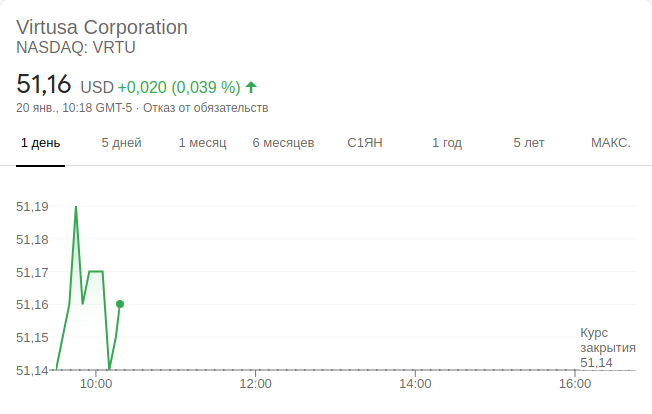 Virtusa Corporation
NASDAQ: VRTU
51,16 USD +0,020 (0,039 %)
20 янв., 10:18 GMT-5 · Отказ от обязательств
1 день 5 дней 1 месяц 6 месяцев С1ЯН 1 год 5 лет МАКС.
51,19
51,18
51,17
51,16
51,15
51,14
Курс
закрытия
51,14
10:00 12:00 14:00 16:00